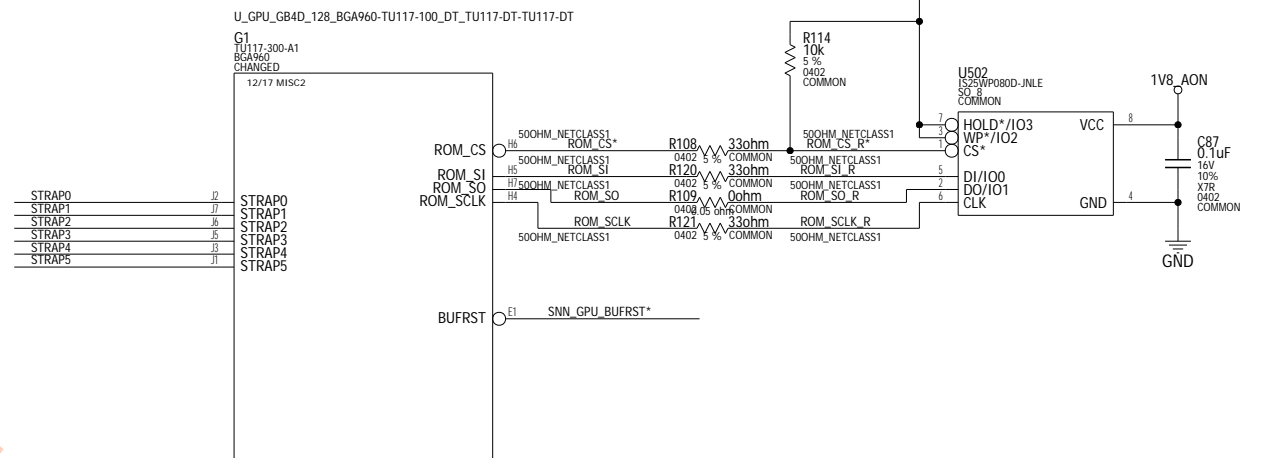 U_GPU_GB4D_128_BGA960-TU117-100_DT_TU117-DT-TU117-DT
G1
TU117-300-A1
BGA960
CHANGED
12/17 MISC2
R114
10k
5 %
0402
COMMON
U502
IS25WP080D-JNLE
SO_8
COMMON
1V8_AON
7 HOLD*/IO3 VCC 8
3 WP*/IO2
1 CS*
5 DI/IO0
2 DO/IO1
6 CLK GND 4
C87
0.1uF
16V
10%
X7R
0402
COMMON
GND
50OHM_NETCLASS1 50OHM_NETCLASS1
ROM_CS H6 ROM_CS* R108 33ohm ROM_CS_R*
0402 5 % COMMON
50OHM_NETCLASS1 50OHM_NETCLASS1
ROM_SI H5 ROM_SI R120 33ohm ROM_SI_R
0402 5 % COMMON
50OHM_NETCLASS1 50OHM_NETCLASS1
ROM_SO H7 ROM_SO R109 0ohm ROM_SO_R
0402 0.05 ohm COMMON
ROM_SCLK H4 ROM_SCLK R121 33ohm ROM_SCLK_R
0402 5 % COMMON
50OHM_NETCLASS1 50OHM_NETCLASS1
STRAP0 J2 STRAP0
STRAP1 J7 STRAP1
STRAP2 J6 STRAP2
STRAP3 J5 STRAP3
STRAP4 J3 STRAP4
STRAP5 J1 STRAP5
BUFRST E1 SNN_GPU_BUFRST*